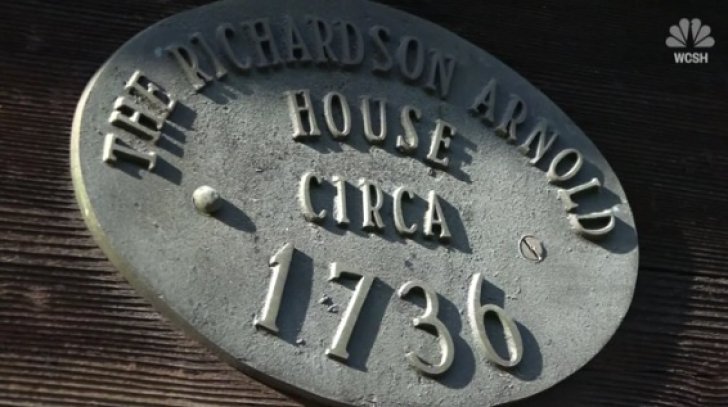 THE RICHARDSON ARNOLD
HOUSE
CIRCA
1736
WCSH